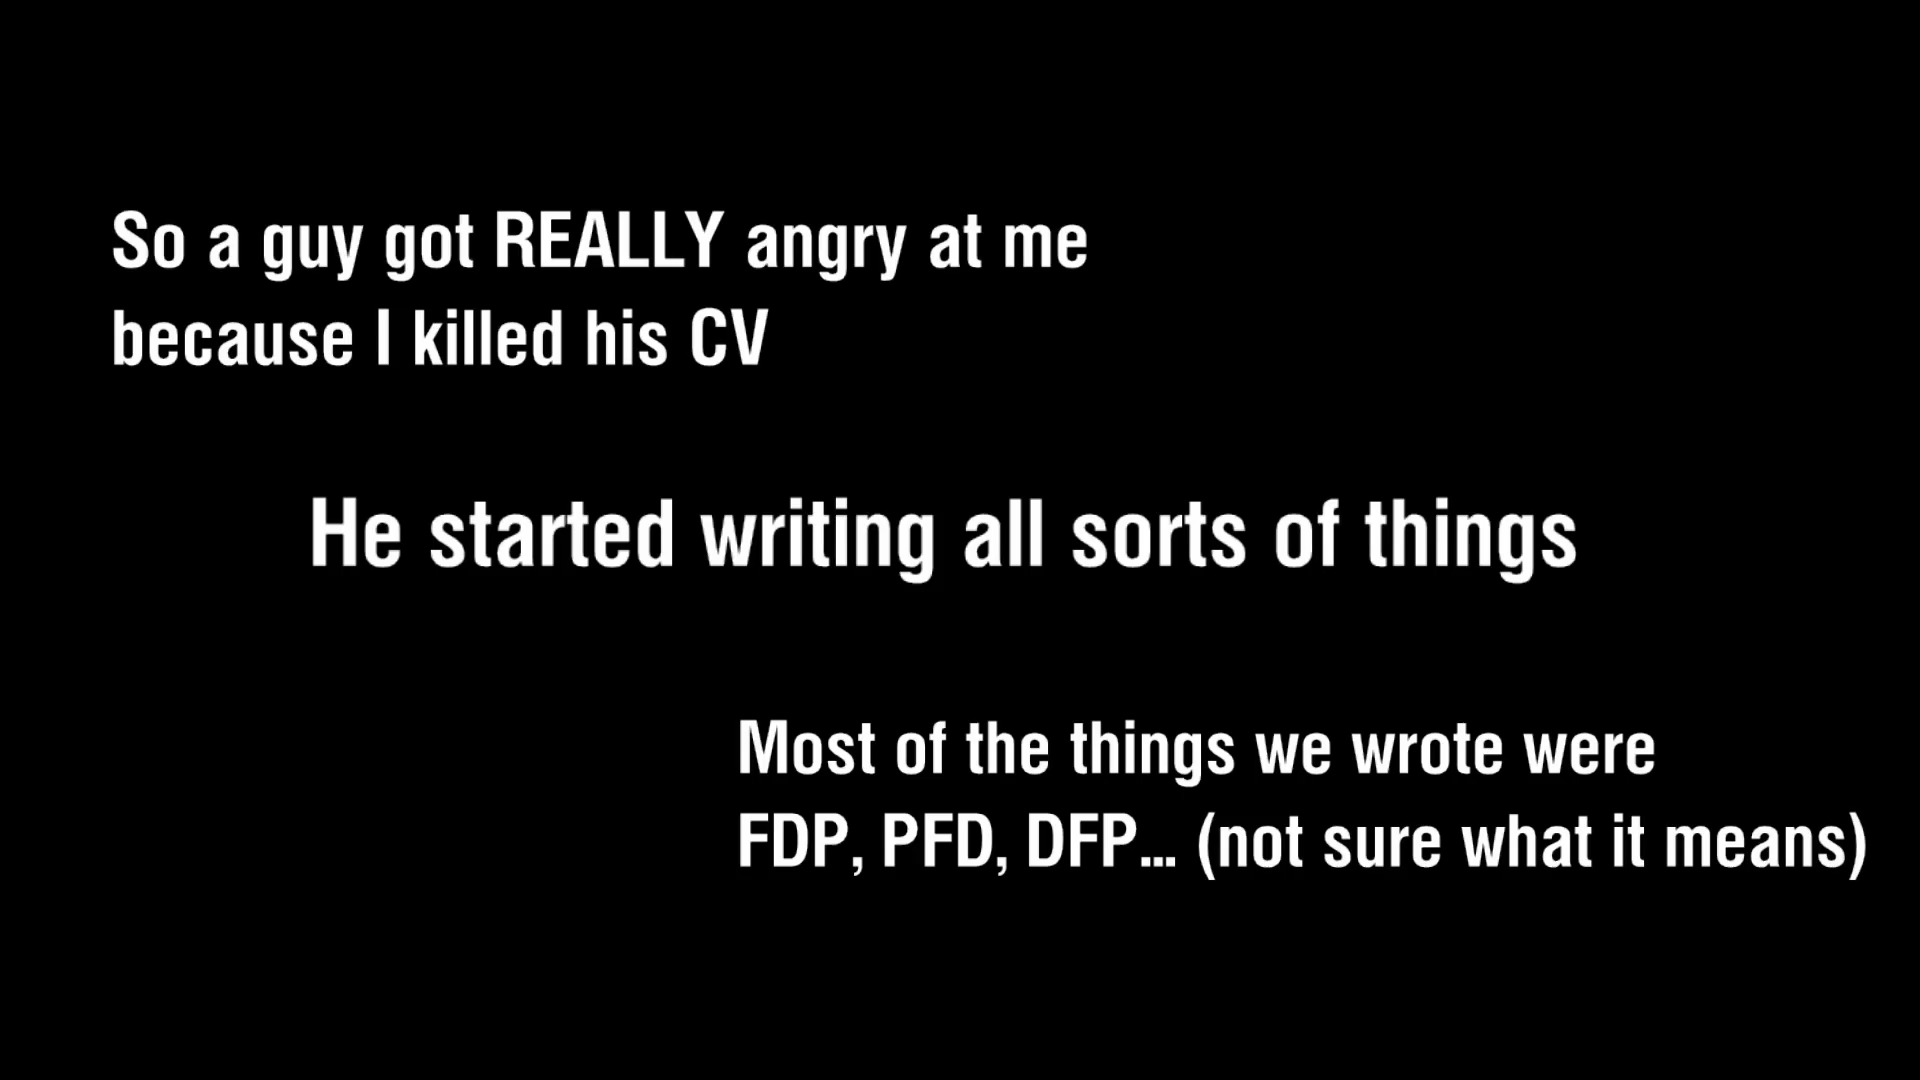 So a guy got REALLY angry at me
because I killed his CV
He started writing all sorts of things
Most of the things we wrote were
FDP, PFD, DFP... (not sure what it means)